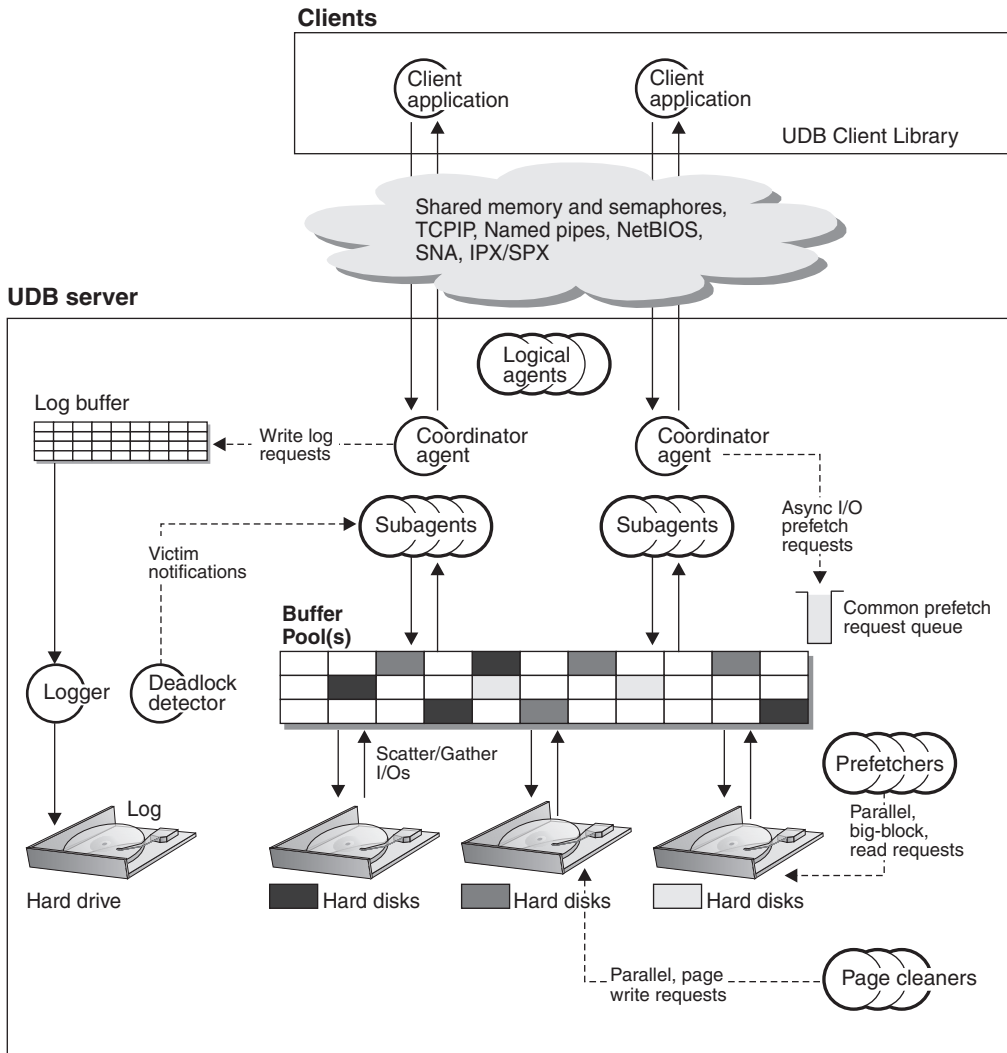 Clients
Client
application
Client
application
UDB Client Library
Shared memory and semaphores,
TCPIP, Named pipes, NetBIOS,
SNA, IPX/SPX
UDB server
Logical
agents
Log buffer
Write log
requests
Coordinator
agent
Coordinator
agent
Subagents
Subagents
Async I/O
prefetch
requests
Victim
notifications
Common prefetch
request queue
Buffer
Pool(s)
Logger
Deadlock
detector
Scatter/Gather
I/Os
Prefetchers
Log
Parallel,
big-block,
read requests
Hard drive
Hard disks
Hard disks
Hard disks
Parallel, page
write requests
Page cleaners